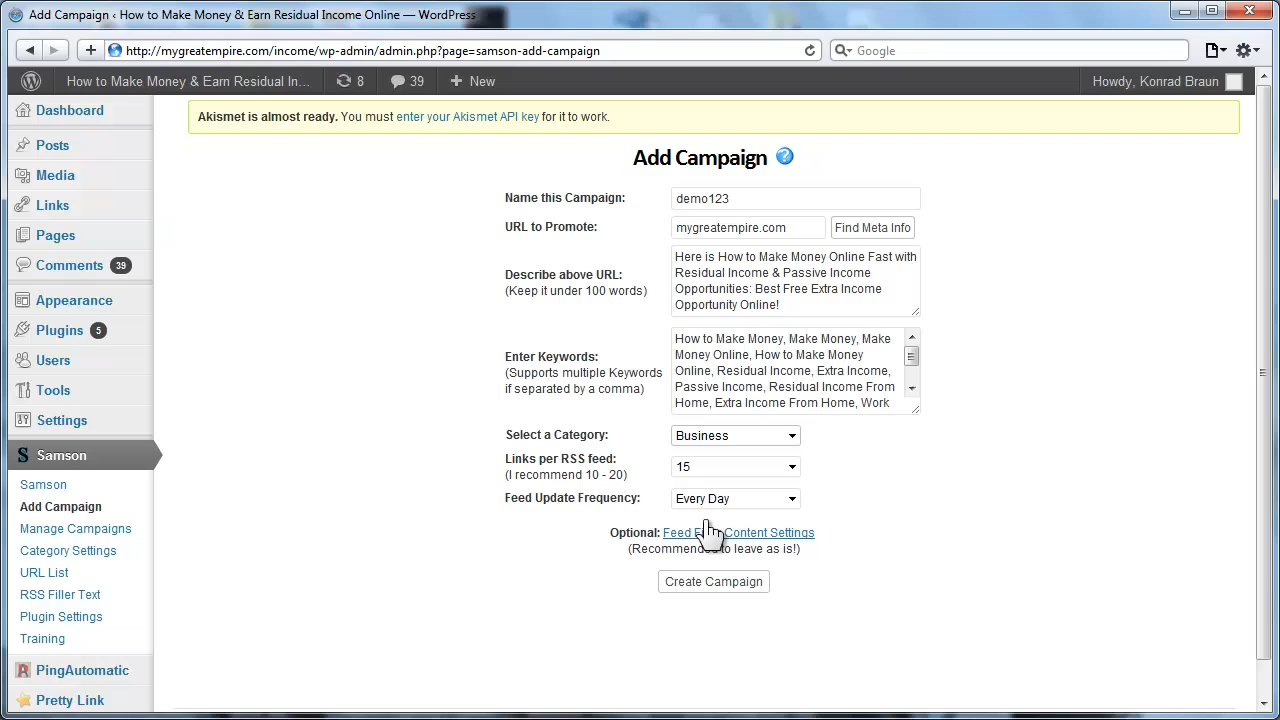 Add Campaign ‹ How to Make Money & Earn Residual Income Online — WordPress
http://mygreatempire.com/income/wp-admin/admin.php?page=samson-add-campaign
Google
How to Make Money & Earn Residual In...
8
39
New
Howdy, Konrad Braun
Dashboard
Posts
Media
Links
Pages
Comments 39
Appearance
Plugins 5
Users
Tools
Settings
Samson
Samson
Add Campaign
Manage Campaigns
Category Settings
URL List
RSS Filler Text
Plugin Settings
Training
PingAutomatic
Pretty Link
Akismet is almost ready. You must enter your Akismet API key for it to work.
Add Campaign
Name this Campaign: demo123
URL to Promote: mygreatempire.com Find Meta Info
Describe above URL:
(Keep it under 100 words)
Here is How to Make Money Online Fast with
Residual Income & Passive Income
Opportunities: Best Free Extra Income
Opportunity Online!
Enter Keywords:
(Supports multiple Keywords
if separated by a comma)
How to Make Money, Make Money, Make
Money Online, How to Make Money
Online, Residual Income, Extra Income,
Passive Income, Residual Income From
Home, Extra Income From Home, Work
Select a Category: Business
Links per RSS feed: 15
(I recommend 10 - 20)
Feed Update Frequency: Every Day
Optional: Feed Content Settings
(Recommended to leave as is!)
Create Campaign